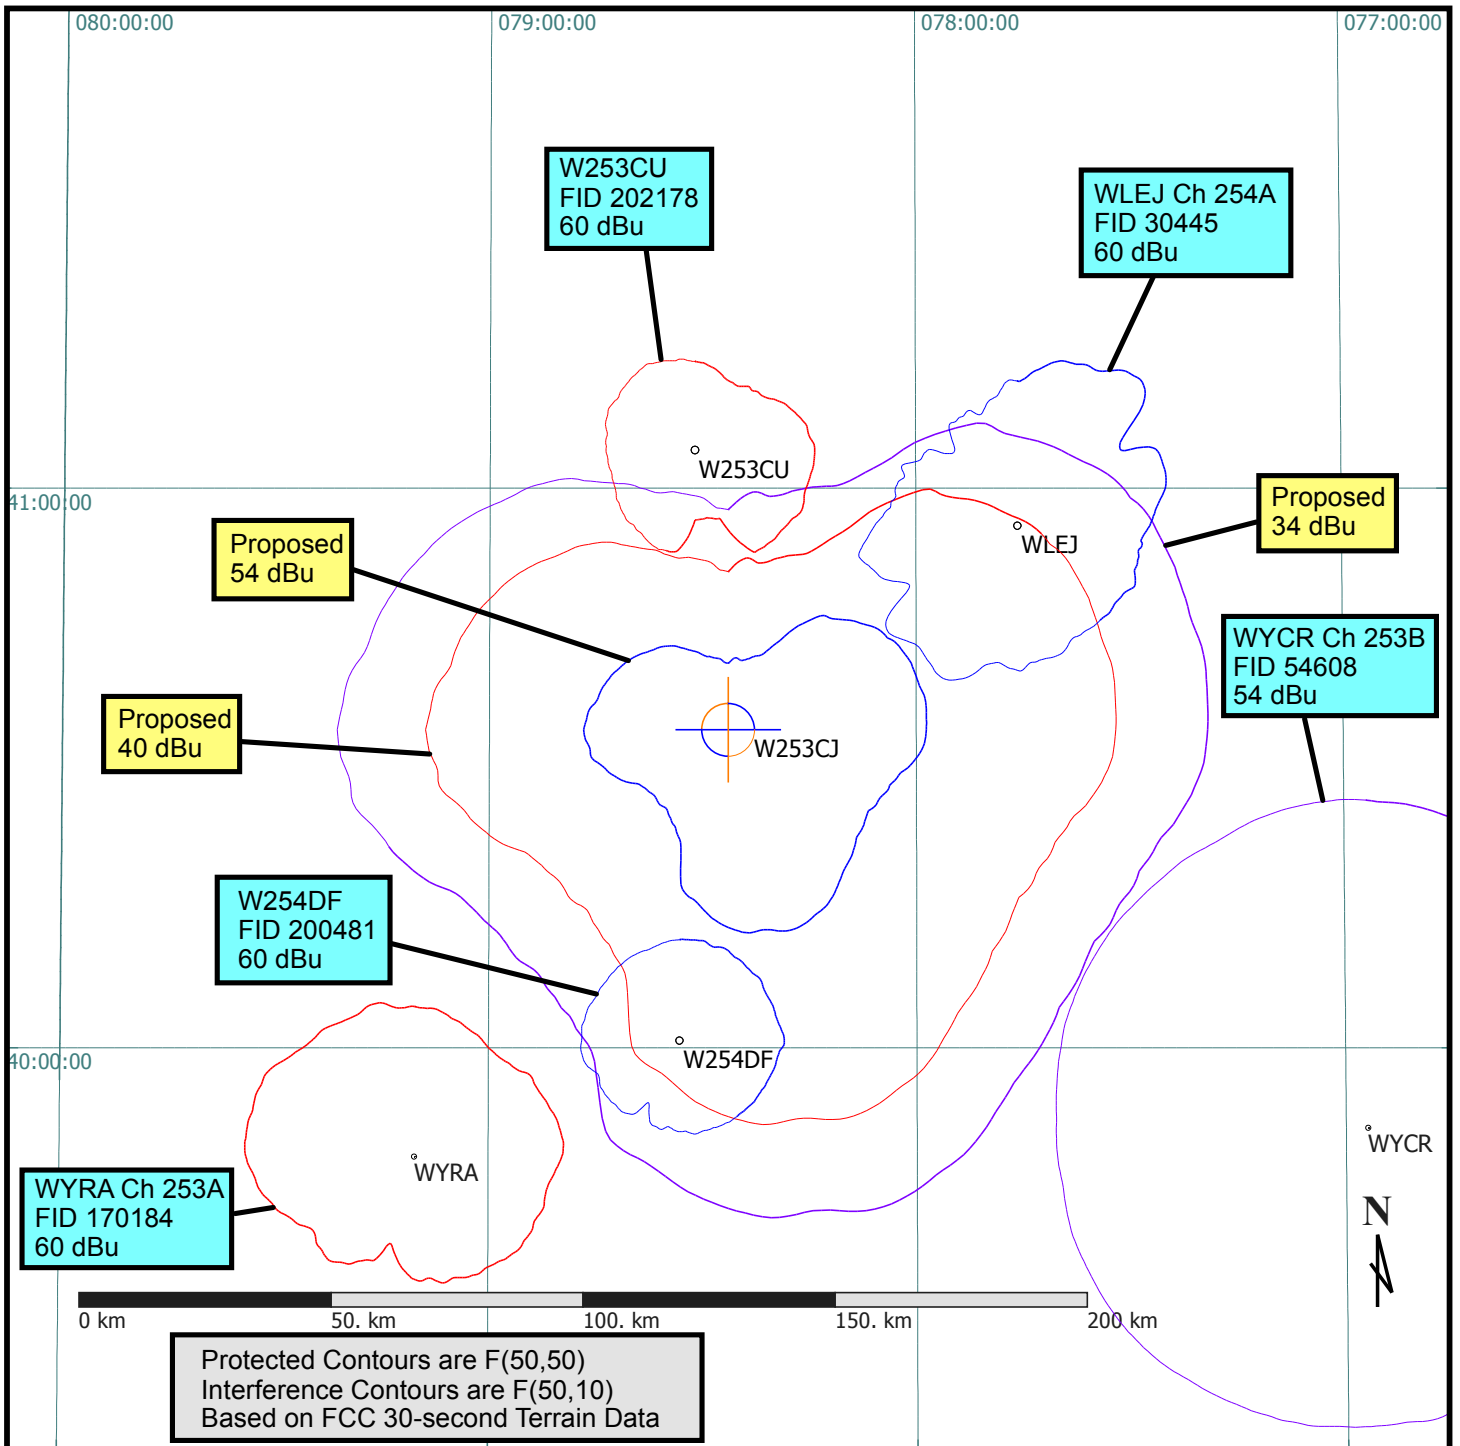 080:00:00
079:00:00
078:00:00
077:00:00
W253CU
FID 202178
60 dBu
WLEJ Ch 254A
FID 30445
60 dBu
W253CU
41:00:00
Proposed
34 dBu
Proposed
54 dBu
WLEJ
WYCR Ch 253B
FID 54608
54 dBu
Proposed
40 dBu
W253CJ
W254DF
FID 200481
60 dBu
40:00:00
W254DF
WYCR
WYRA
WYRA Ch 253A
FID 170184
60 dBu
N
0 km
50. km
100. km
150. km
200 km
Protected Contours are F(50,50)
Interference Contours are F(50,10)
Based on FCC 30-second Terrain Data